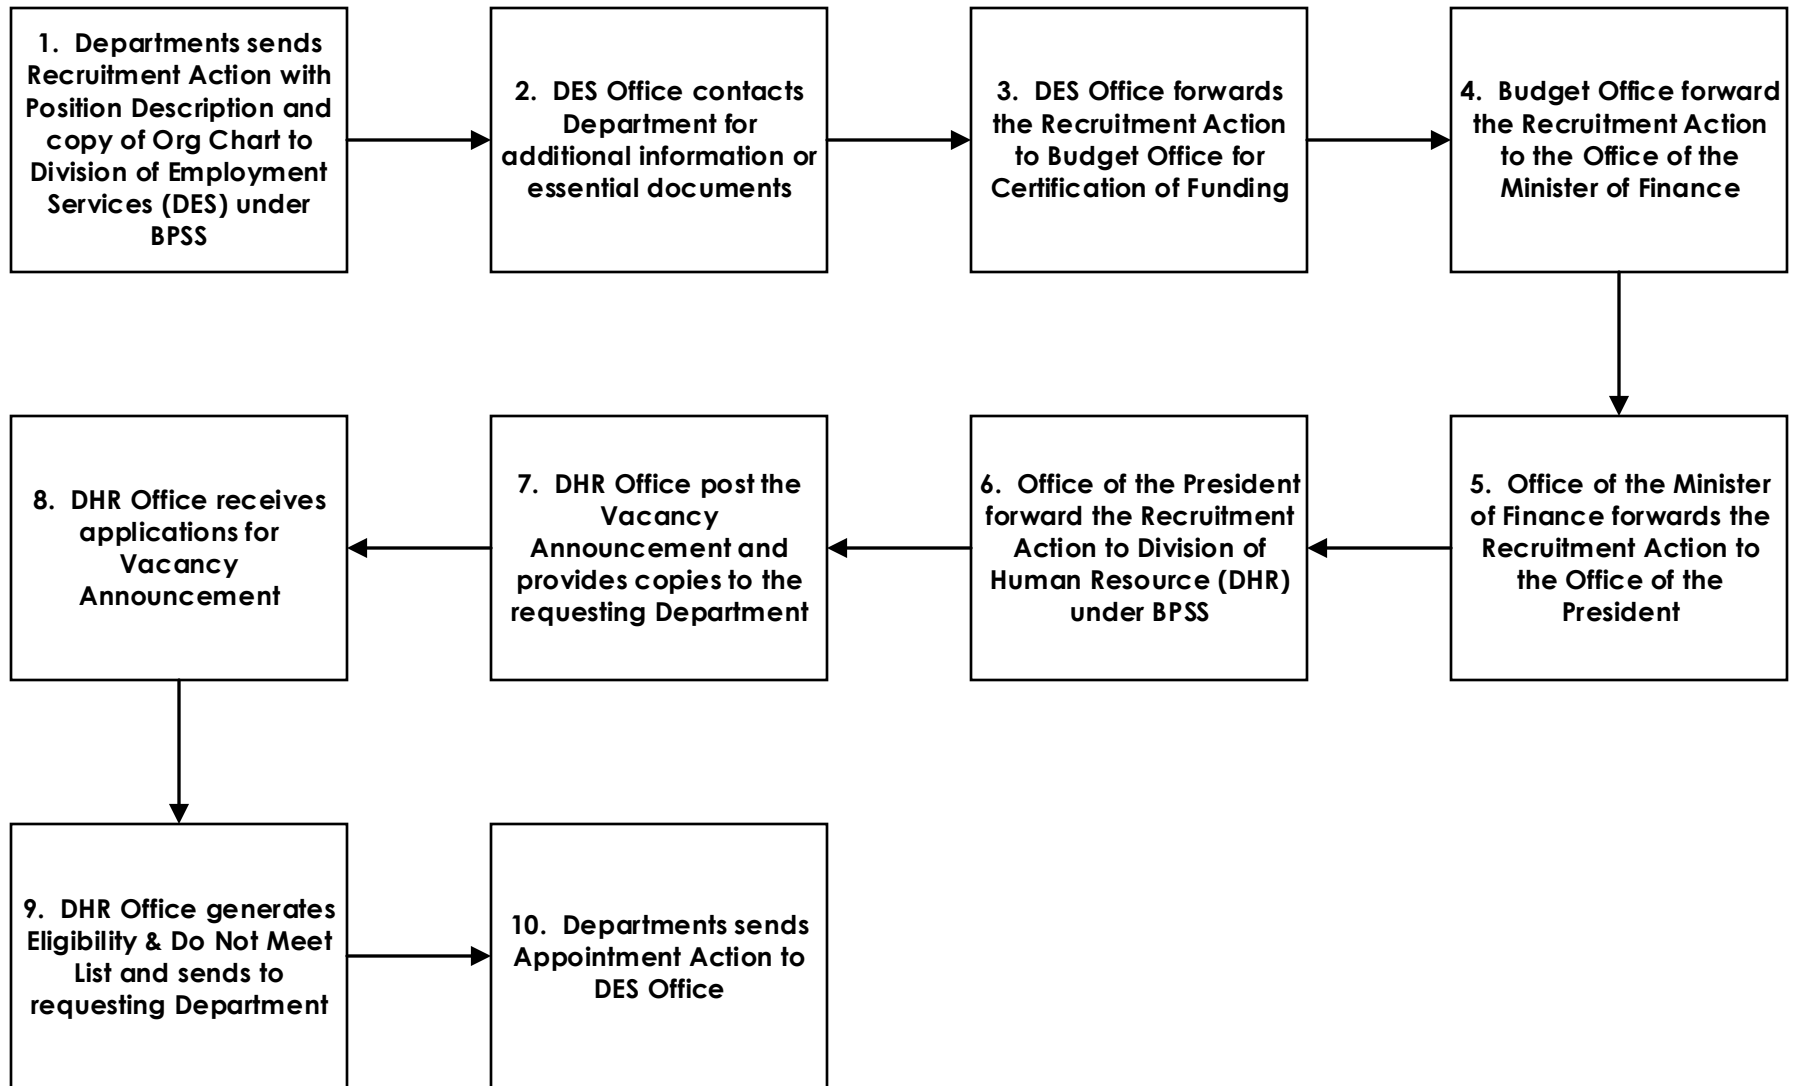 1. Departments sends
Recruitment Action with
Position Description and
copy of Org Chart to
Division of Employment
Services (DES) under
BPSS
2. DES Office contacts
Department for
additional information or
essential documents
3. DES Office forwards
the Recruitment Action
to Budget Office for
Certification of Funding
4. Budget Office forward
the Recruitment Action
to the Office of the
Minister of Finance
5. Office of the Minister
of Finance forwards the
Recruitment Action to
the Office of the
President
6. Office of the President
forward the Recruitment
Action to Division of
Human Resource (DHR)
under BPSS
7. DHR Office post the
Vacancy
Announcement and
provides copies to the
requesting Department
8. DHR Office receives
applications for
Vacancy
Announcement
9. DHR Office generates
Eligibility & Do Not Meet
List and sends to
requesting Department
10. Departments sends
Appointment Action to
DES Office